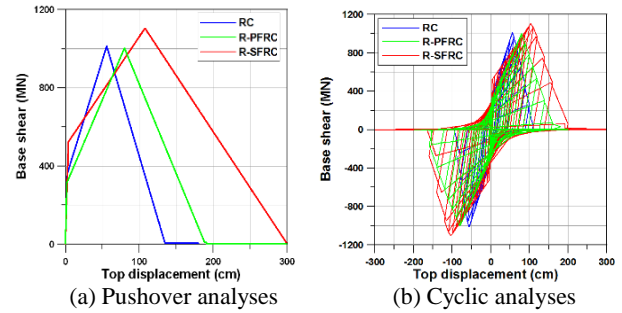 1200
800
400
0
Base shear (MN)
RC
R-PFRC
R-SFRC
0 100 200 300
Top displacement (cm)
(a) Pushover analyses
1200
800
400
0
-400
-800
-1200
Base shear (MN)
RC
R-PFRC
R-SFRC
-300 -200 -100 0 100 200 300
Top displacement (cm)
(b) Cyclic analyses